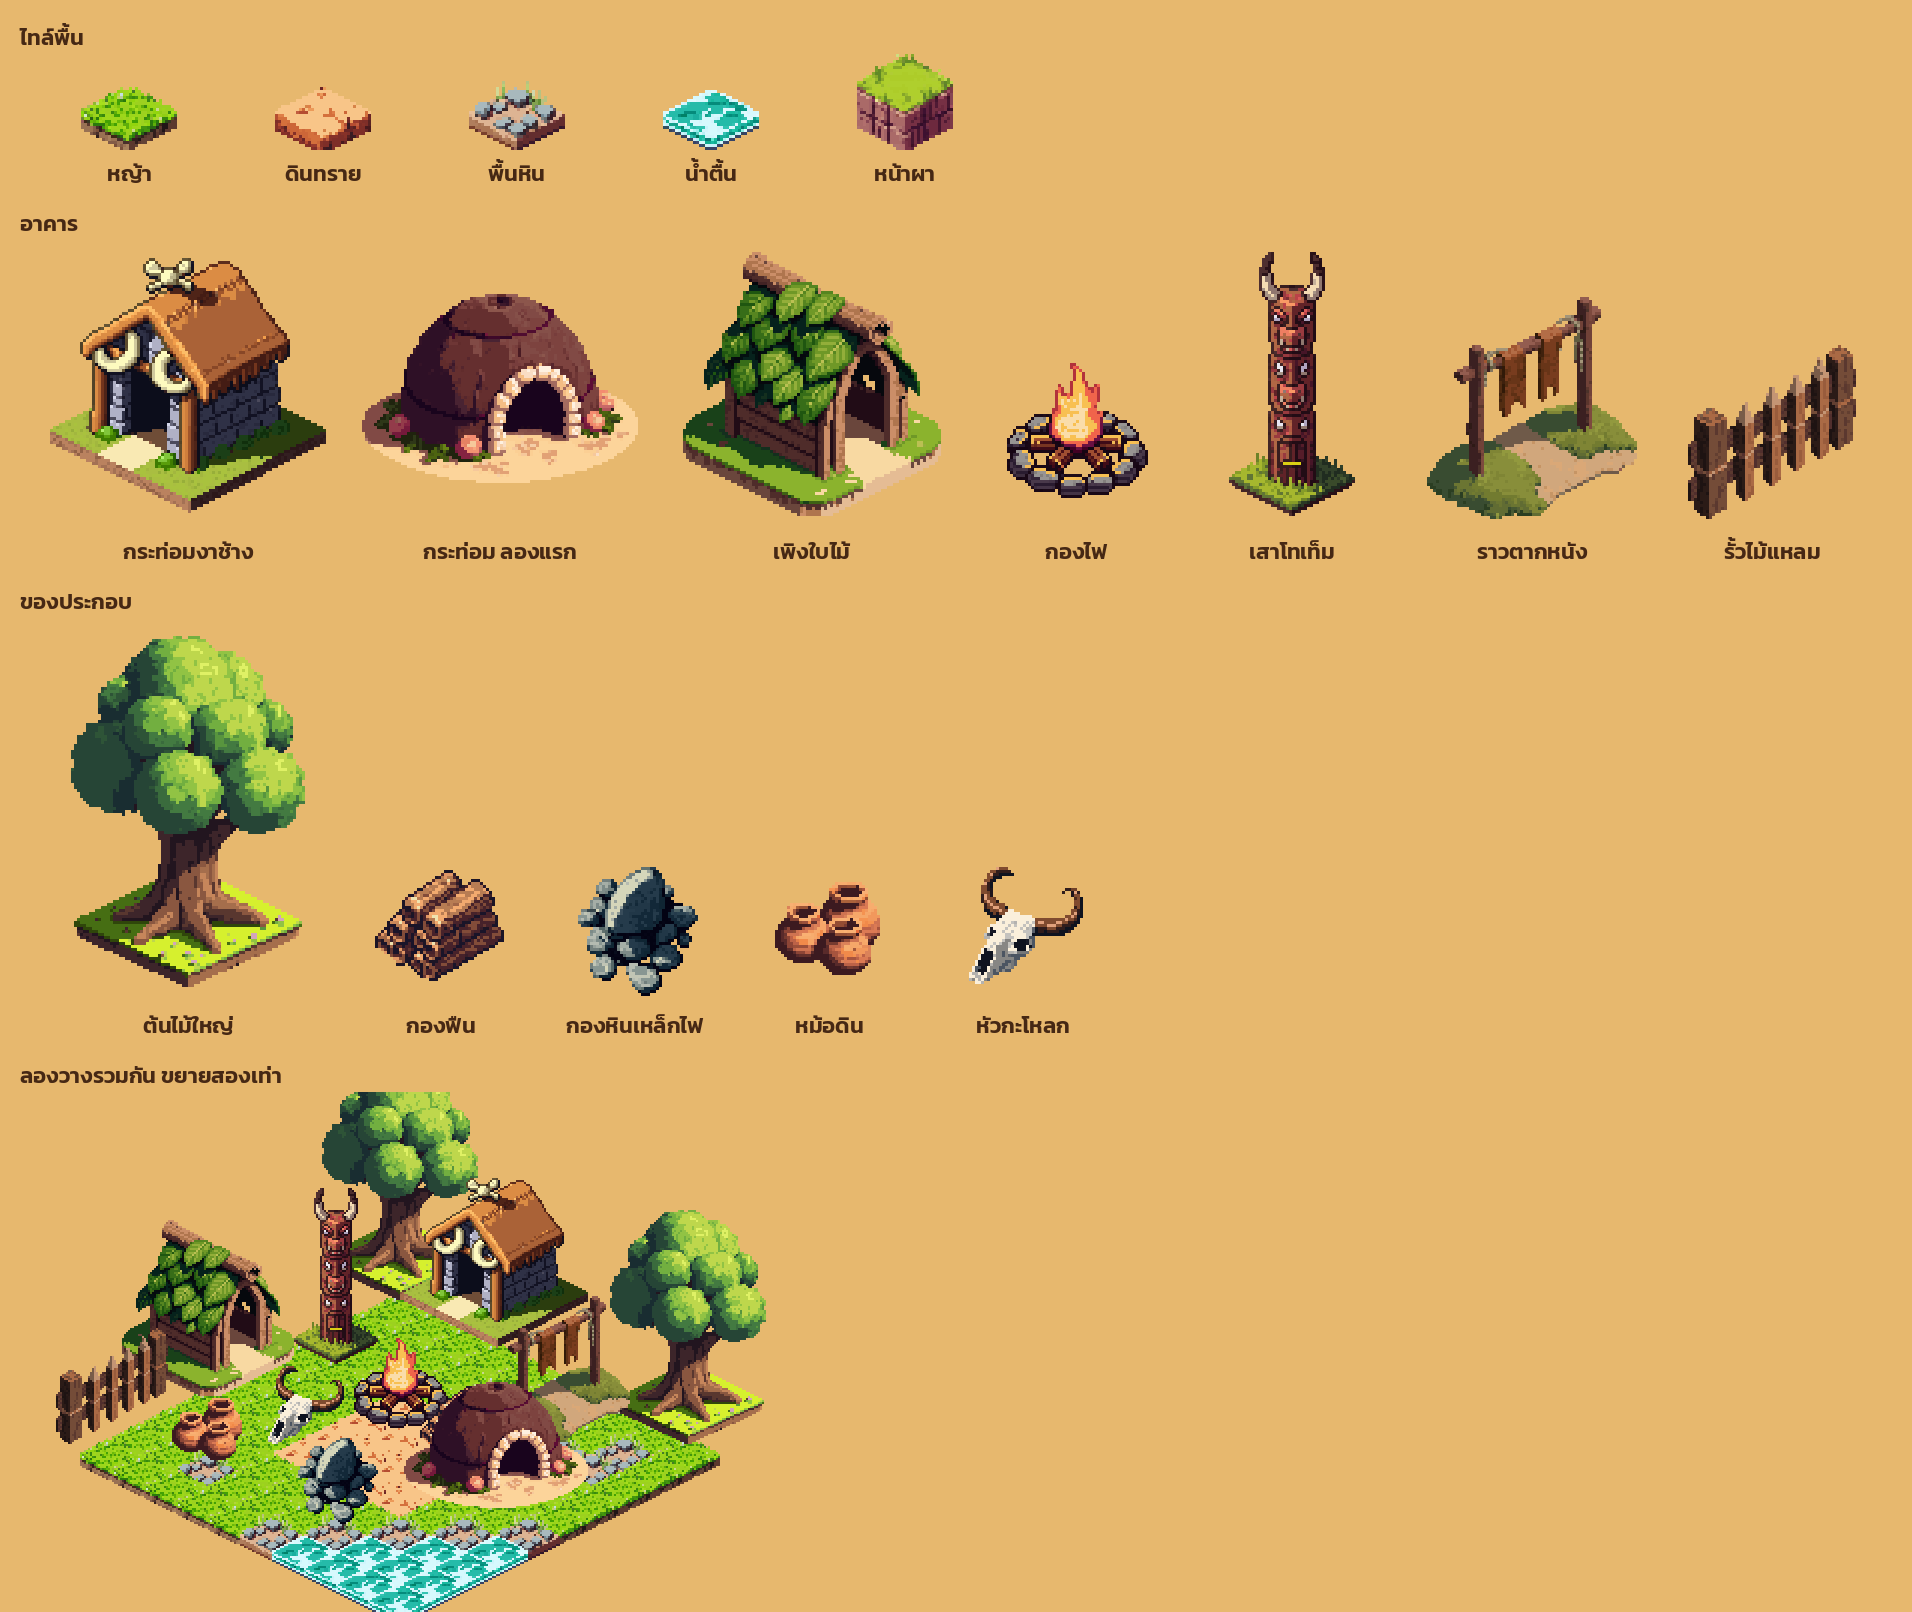 ไทล์พื้น
หญ้า ดินทราย พื้นหิน น้ำตื้น หน้าผา
อาคาร
กระท่อมงาช้าง กระท่อม ลองแรก เพิงใบไม้ กองไฟ เสาโทเท็ม ราวตากหนัง รั้วไม้แหลม
ของประกอบ
ต้นไม้ใหญ่ กองฟืน กองหินเหล็กไฟ หม้อดิน หัวกะโหลก
ลองวางรวมกัน ขยายสองเท่า